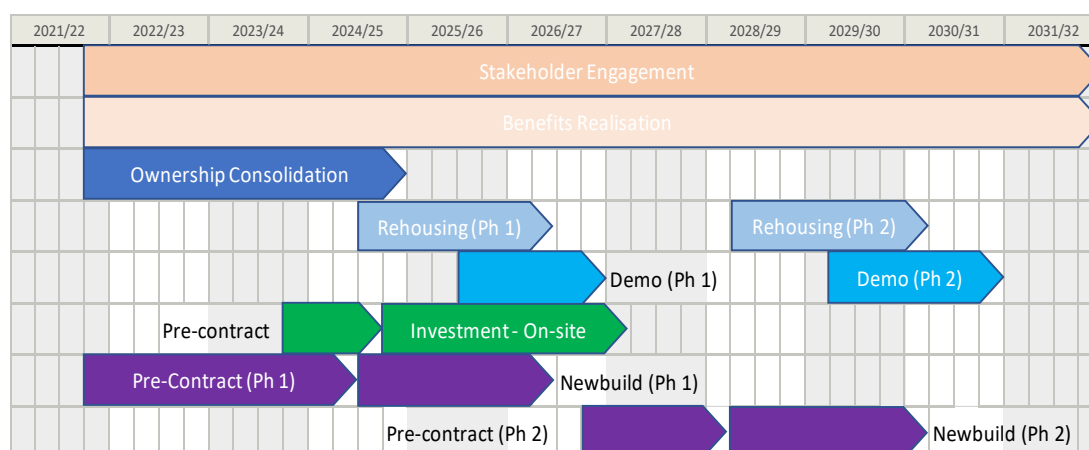 2021/22 2022/23 2023/24 2024/25 2025/26 2026/27 2027/28 2028/29 2029/30 2030/31 2031/32
Stakeholder Engagement
Benefits Realisation
Ownership Consolidation
Rehousing (Ph 1) Rehousing (Ph 2)
Demo (Ph 1) Demo (Ph 2)
Pre-contract Investment - On-site
Pre-Contract (Ph 1) Newbuild (Ph 1)
Pre-contract (Ph 2) Newbuild (Ph 2)